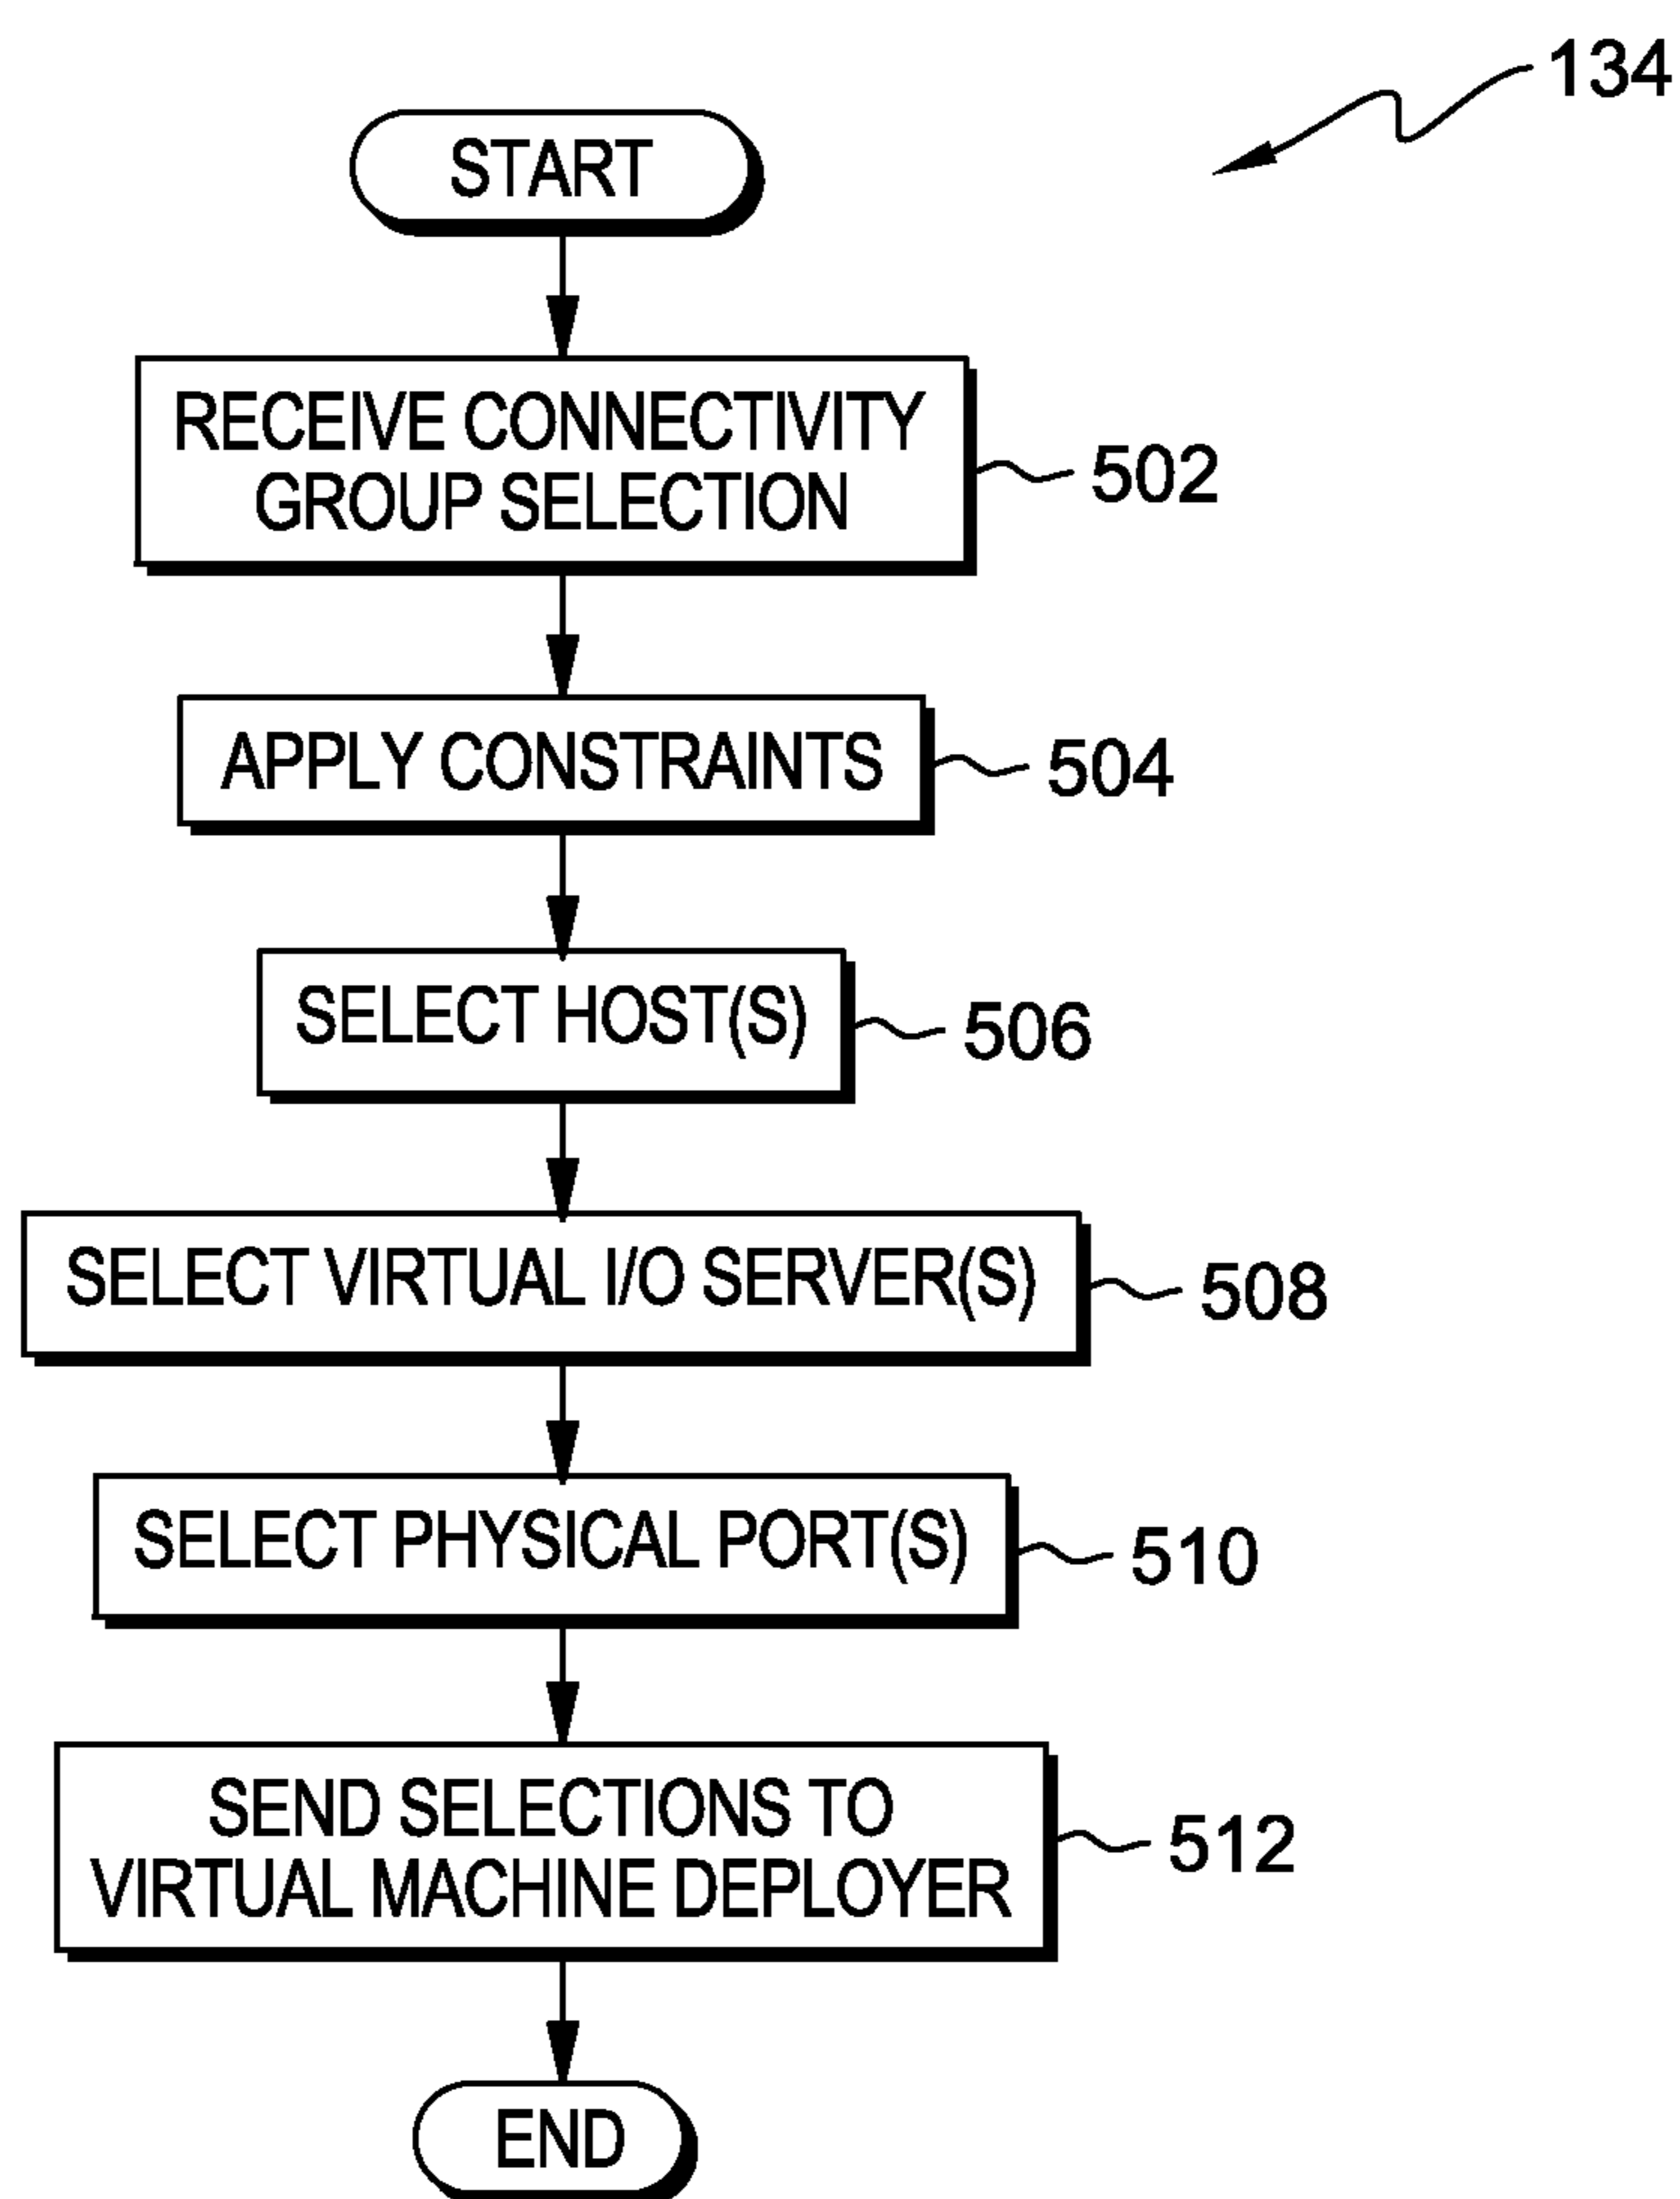 134
START
RECEIVE CONNECTIVITY
GROUP SELECTION
502
APPLY CONSTRAINTS
504
SELECT HOST(S)
506
SELECT VIRTUAL I/O SERVER(S)
508
SELECT PHYSICAL PORT(S)
510
SEND SELECTIONS TO
VIRTUAL MACHINE DEPLOYER
512
END